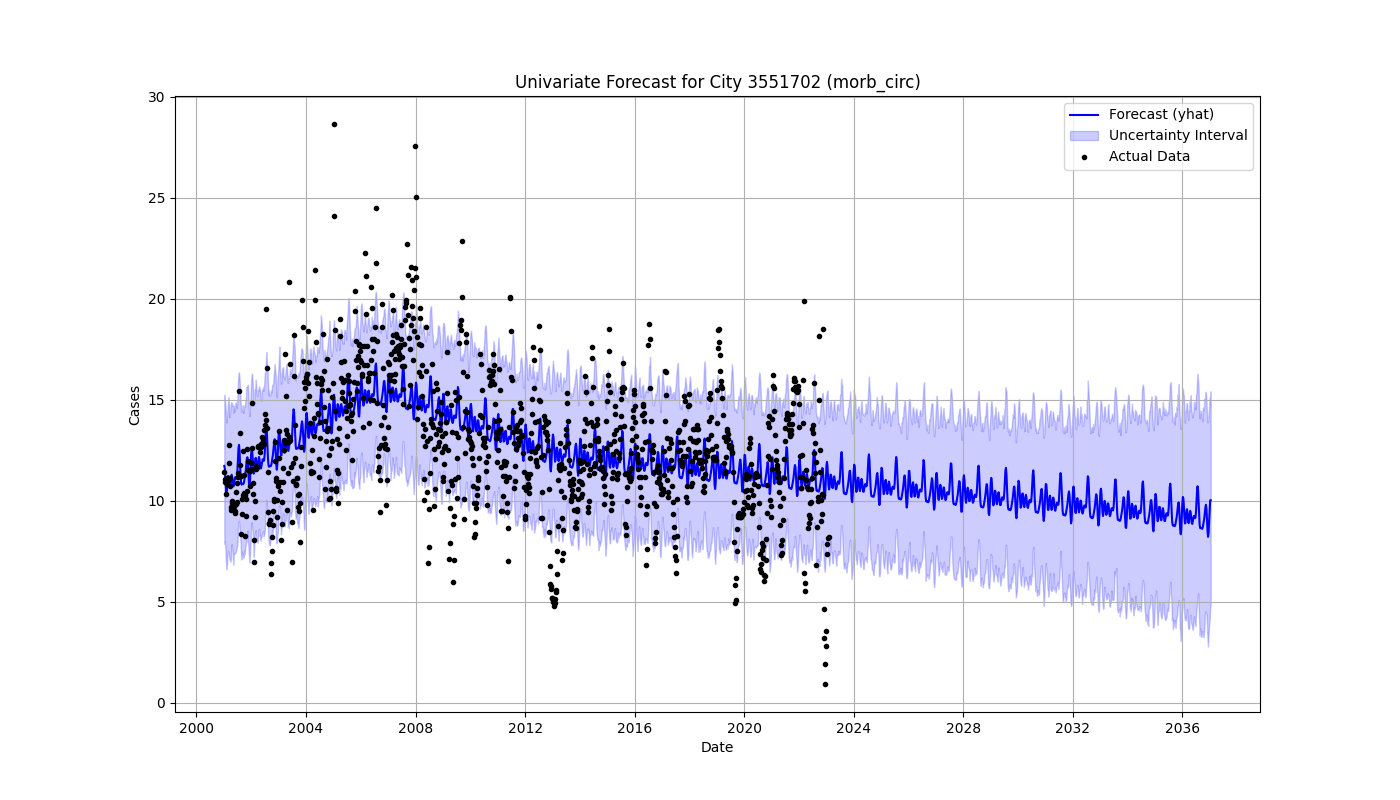 Univariate Forecast for City 3551702 (morb_circ)
Forecast (yhat)
Uncertainty Interval
Actual Data
Cases
30
25
20
15
10
5
0
2000 2004 2008 2012 2016 2020 2024 2028 2032 2036
Date